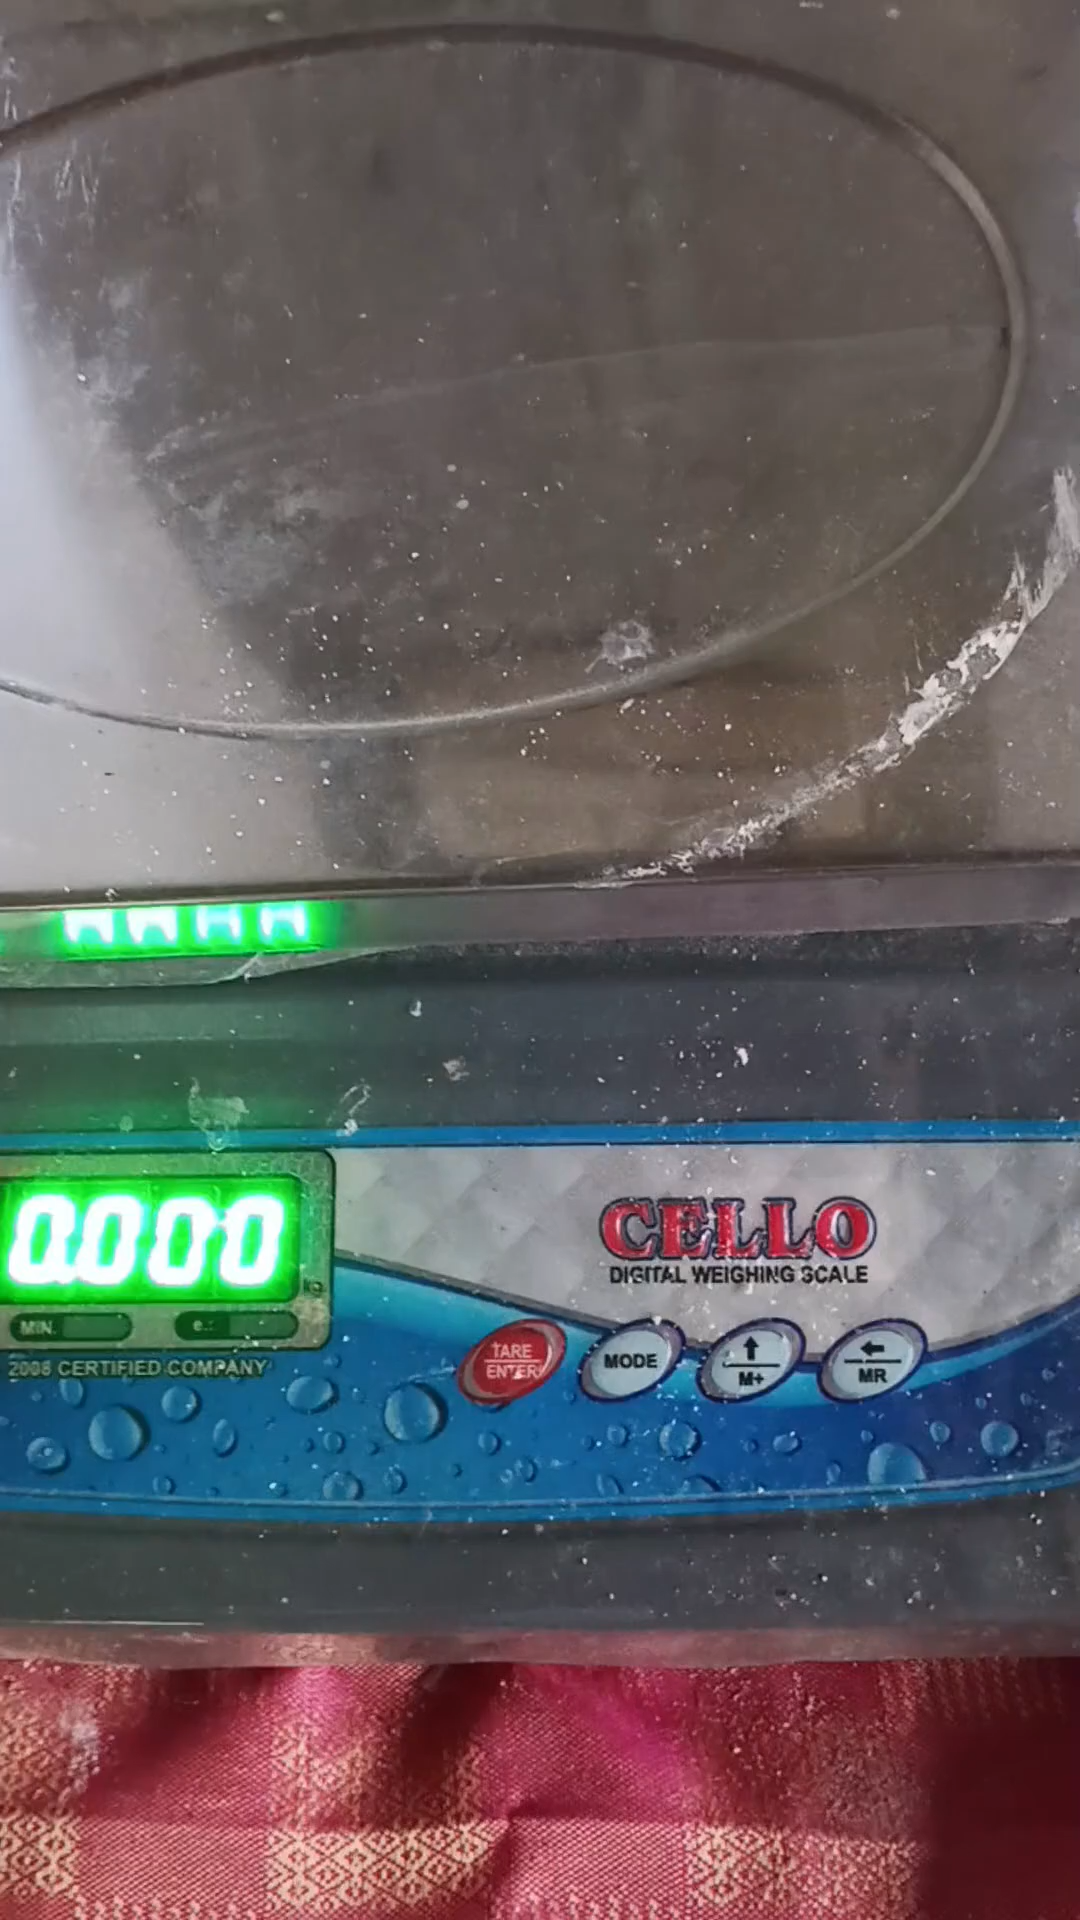 0.000
kg
CELLO
DIGITAL WEIGHING SCALE
MIN.
e.:
2008 CERTIFIED COMPANY
TARE
ENTER
MODE
M+
MR